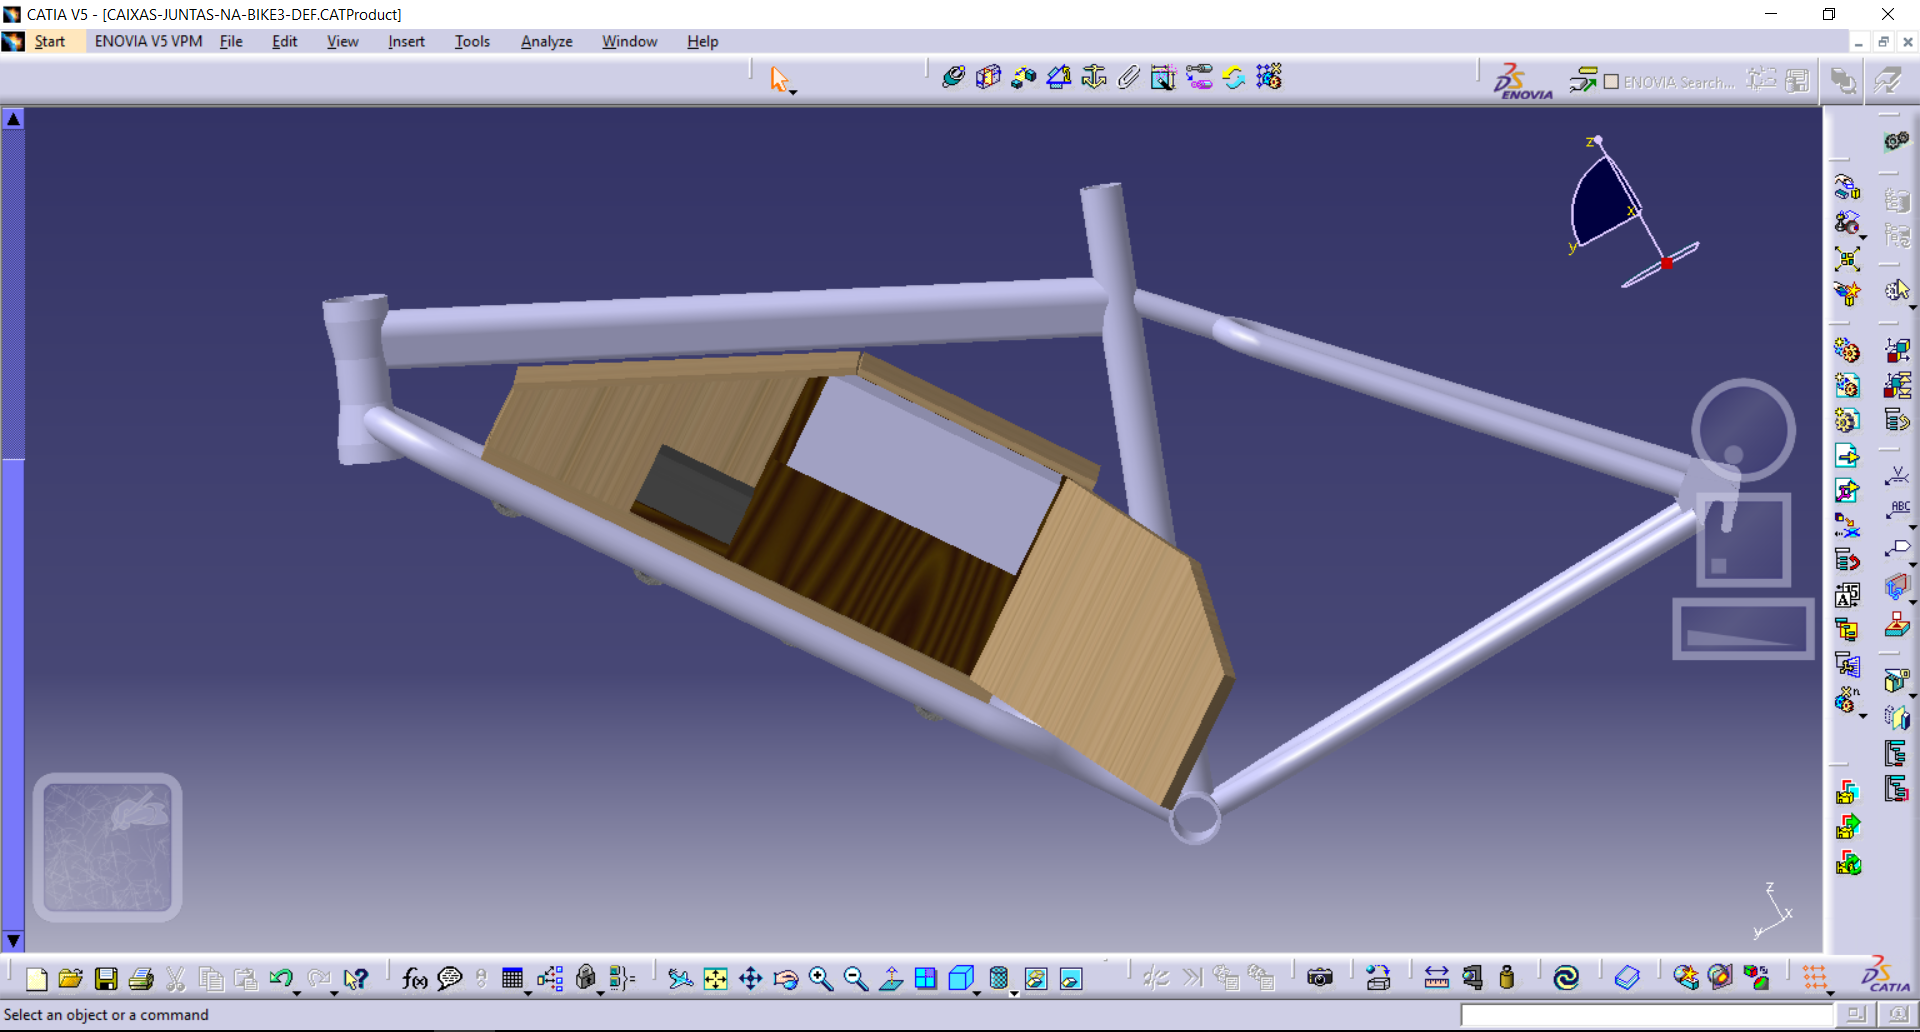 CATIA V5 - [CAIXAS-JUNTAS-NA-BIKE3-DEF.CATProduct]
Start ENOVIA V5 VPM File Edit View Insert Tools Analyze Window Help
ENOVIA ENOVIA Search...
z
x
y
ABC
15
A
n
z
x
y
f(x)
CATIA
Select an object or a command